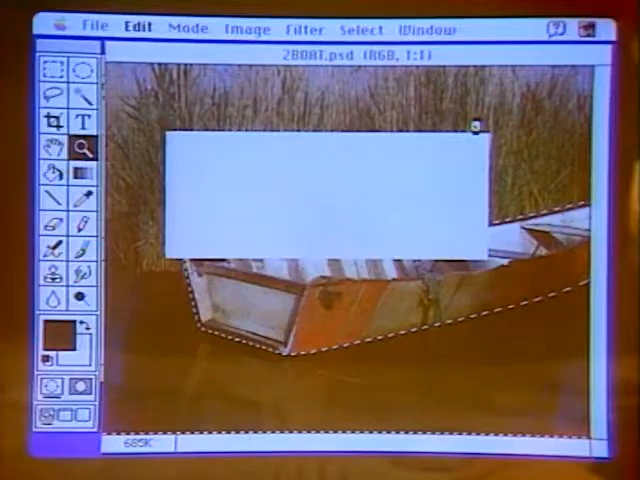 File Edit Mode Image Filter Select Window
2BOAT.psd (RGB, 1:1)
T
685K